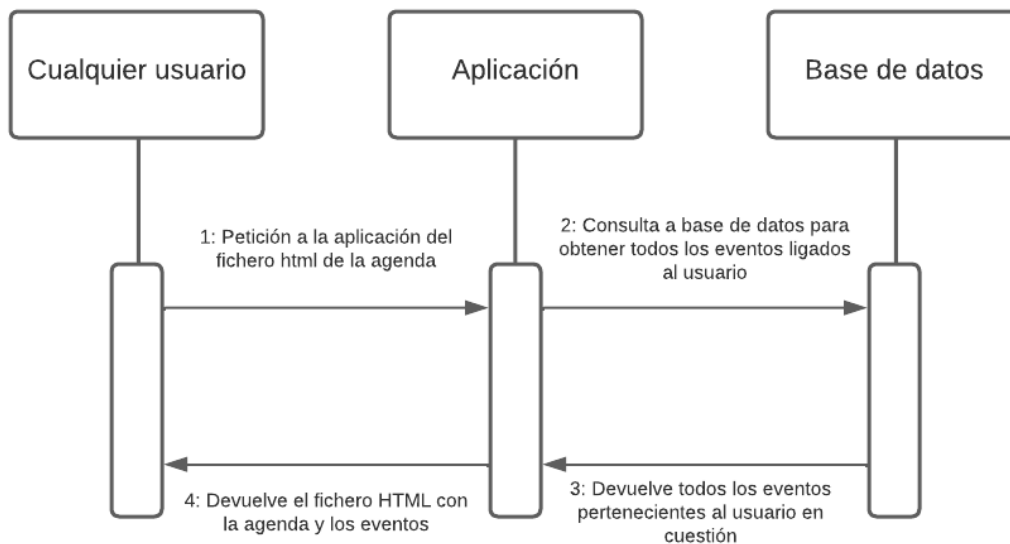 Cualquier usuario
Aplicación
Base de datos
1: Petición a la aplicación del
fichero html de la agenda
2: Consulta a base de datos para
obtener todos los eventos ligados
al usuario
4: Devuelve el fichero HTML con
la agenda y los eventos
3: Devuelve todos los eventos
pertenecientes al usuario en
cuestión